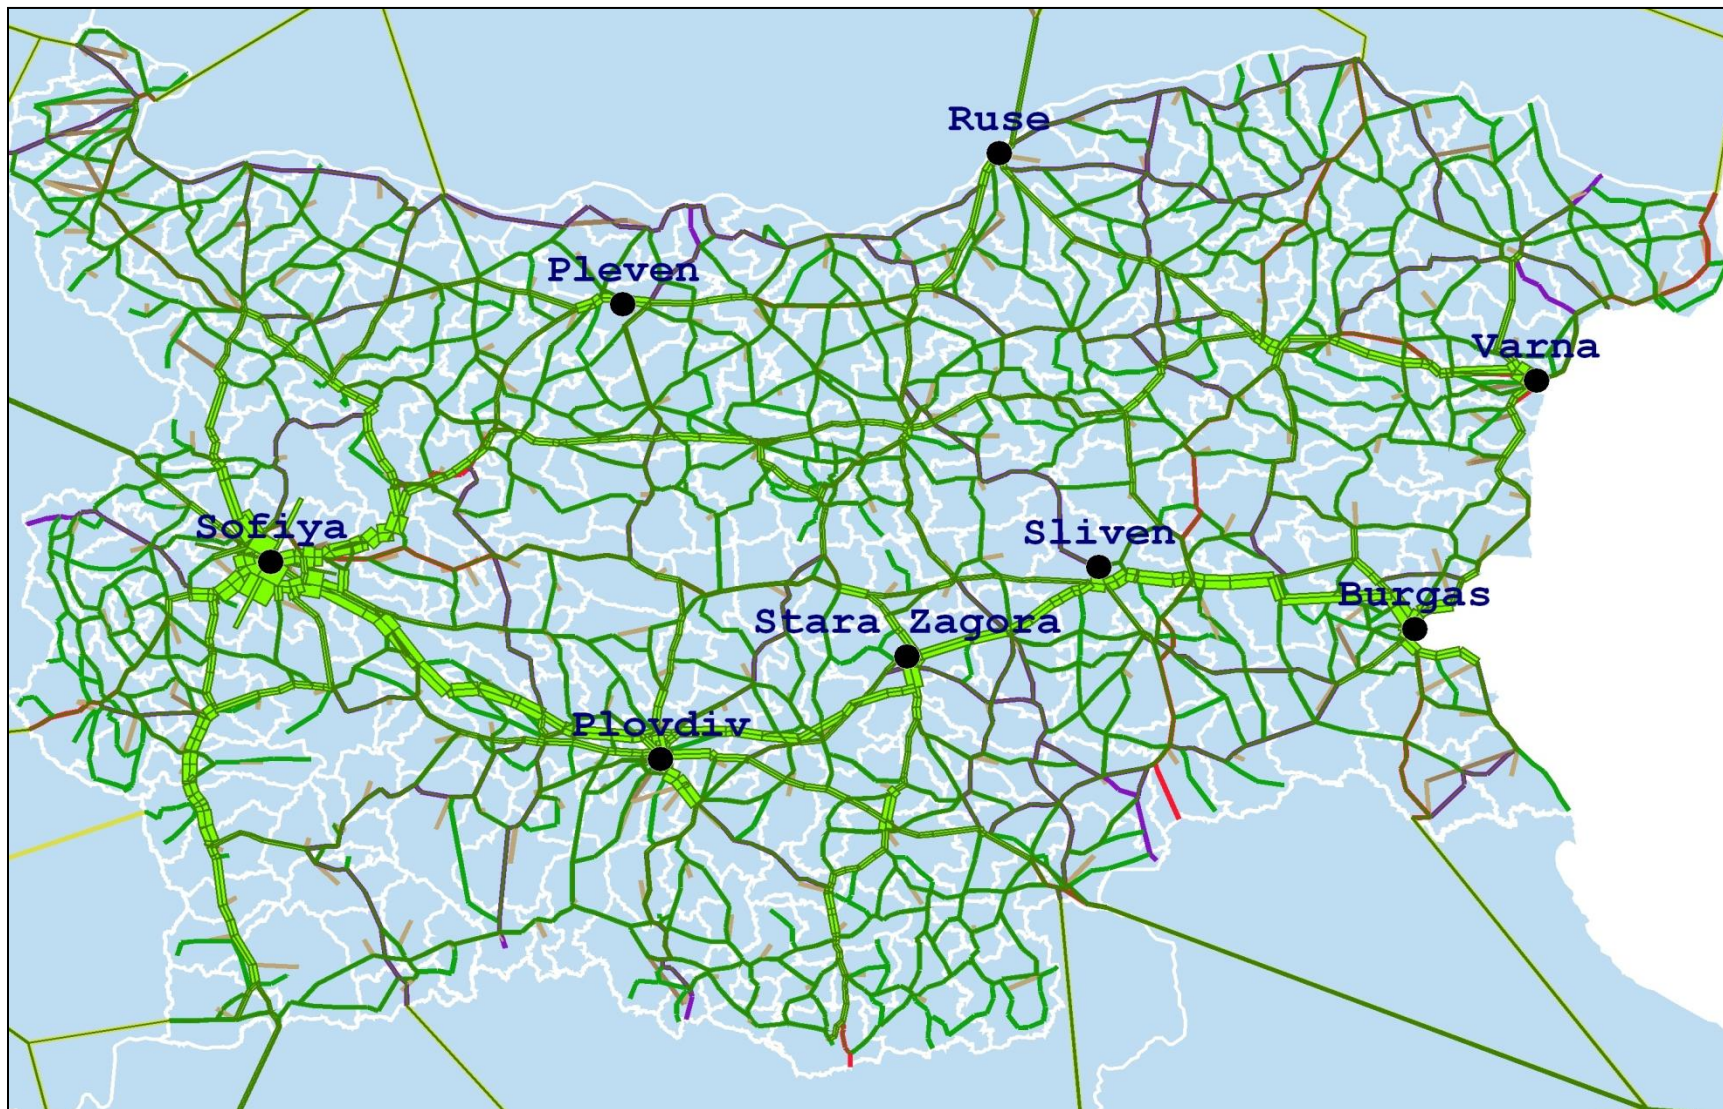 Ruse
Pleven
Varna
Sofiya
Sliven
Burgas
Stara Zagora
Plovdiv